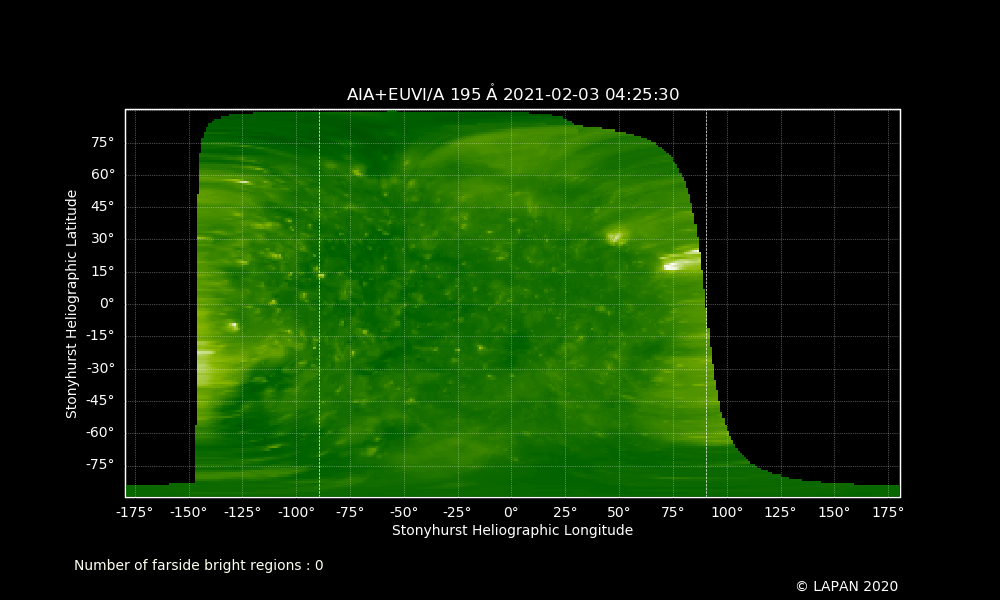 AIA+EUVI/A 195 Å 2021-02-03 04:25:30
75°
60°
45°
30°
15°
0°
-15°
-30°
-45°
-60°
-75°
Stonyhurst Heliographic Latitude
-175° -150° -125° -100° -75° -50° -25° 0° 25° 50° 75° 100° 125° 150° 175°
Stonyhurst Heliographic Longitude
Number of farside bright regions : 0
© LAPAN 2020